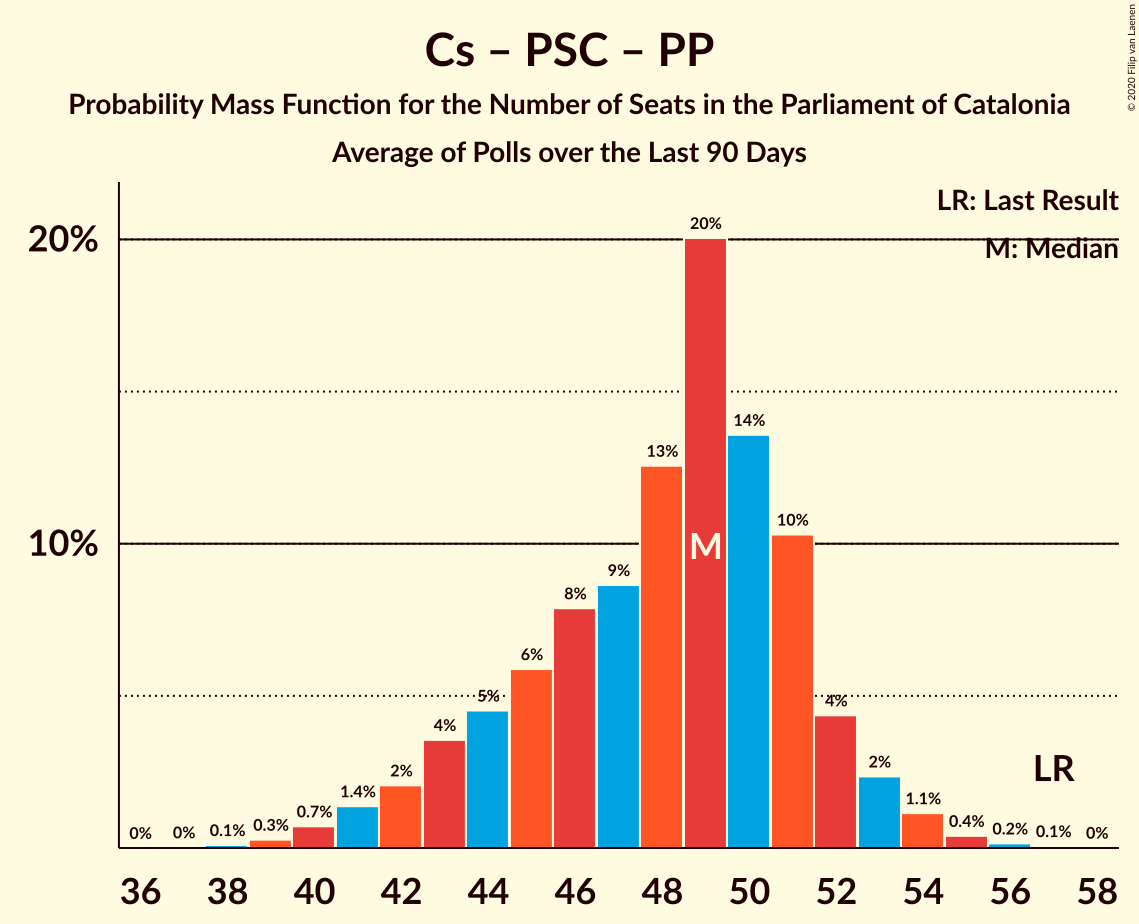 Cs – PSC – PP
Probability Mass Function for the Number of Seats in the Parliament of Catalonia
Average of Polls over the Last 90 Days
© 2020 Filip van Laenen
LR: Last Result
M: Median
20%
10%
0%
0%
0.1%
0.3%
0.7%
1.4%
2%
4%
5%
6%
8%
9%
13%
20%
14%
10%
4%
2%
1.1%
0.4%
0.2%
0.1%
0%
M
LR
36 38 40 42 44 46 48 50 52 54 56 58